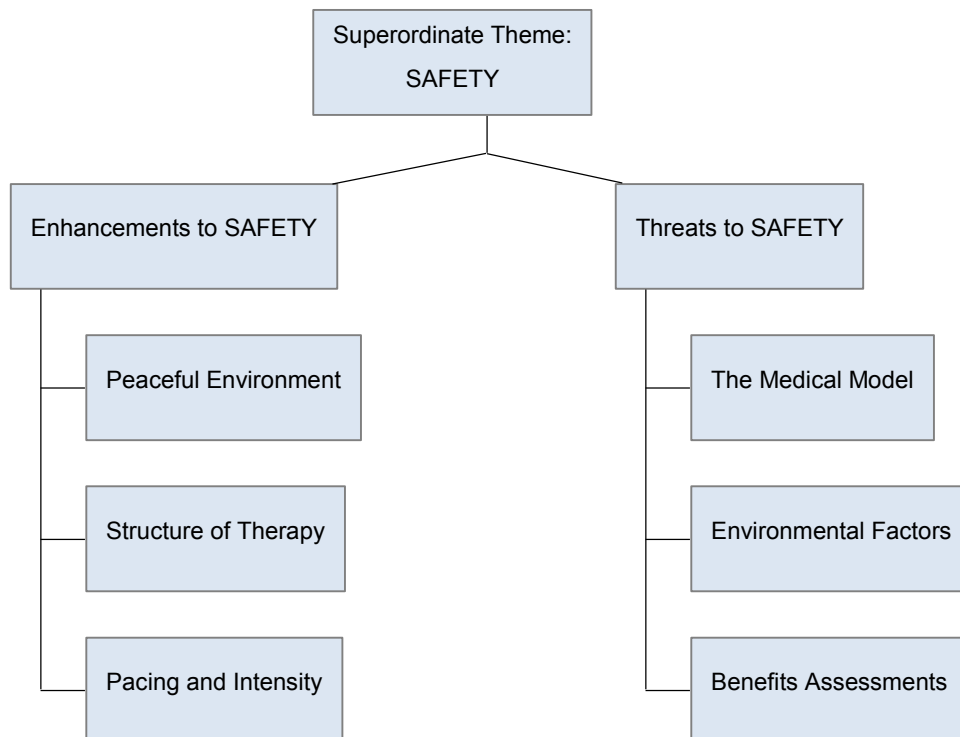 Superordinate Theme:
SAFETY
Enhancements to SAFETY
Threats to SAFETY
Peaceful Environment
The Medical Model
Structure of Therapy
Environmental Factors
Pacing and Intensity
Benefits Assessments